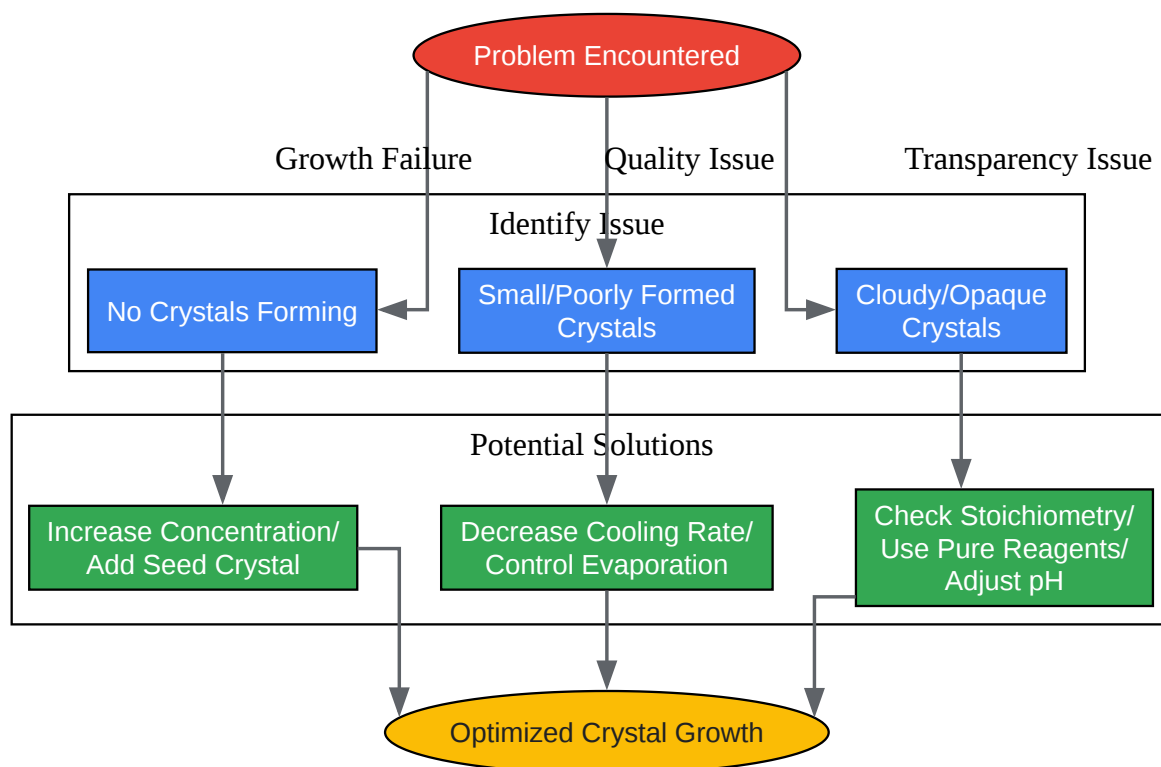 Problem Encountered
Growth Failure
Quality Issue
Transparency Issue
Identify Issue
No Crystals Forming
Small/Poorly Formed
Crystals
Cloudy/Opaque
Crystals
Potential Solutions
Increase Concentration/
Add Seed Crystal
Decrease Cooling Rate/
Control Evaporation
Check Stoichiometry/
Use Pure Reagents/
Adjust pH
Optimized Crystal Growth